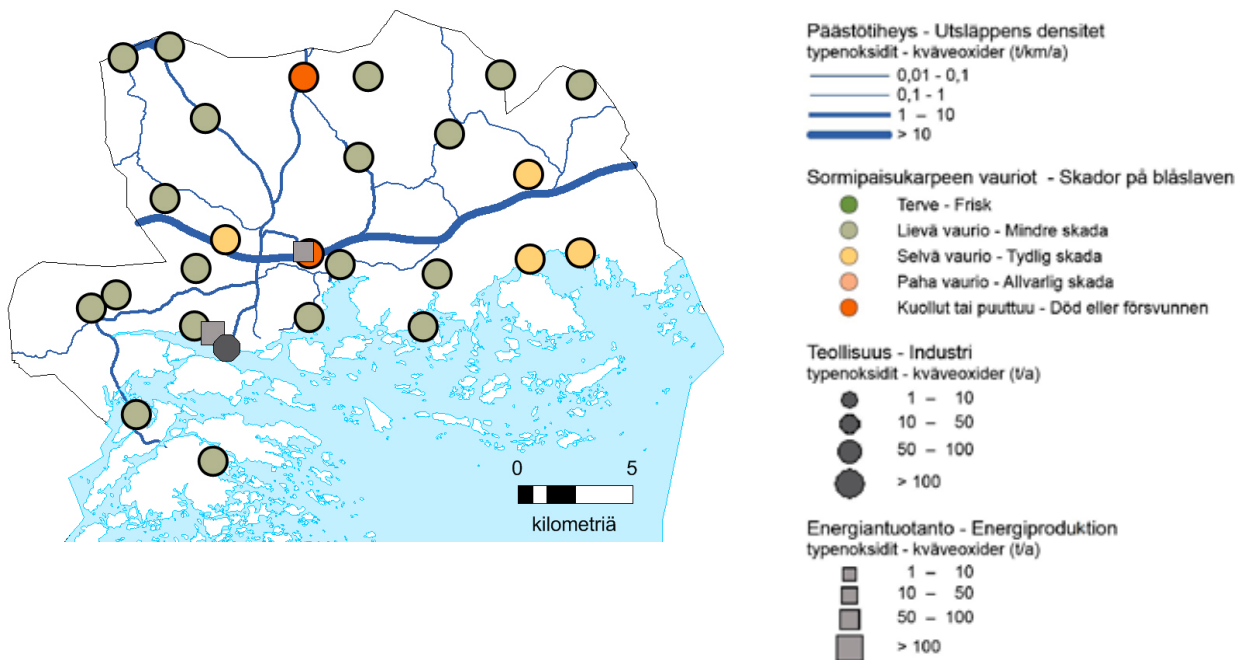 0 5
kilometriä
Päästötiheys - Utsläppens densitet
typenoksidit - kväveoxider (t/km/a)
0,01 - 0,1
0,1 - 1
1 – 10
> 10
Sormipaisukarpeen vauriot - Skador på blåslaven
Terve - Frisk
Lievä vaurio - Mindre skada
Selvä vaurio - Tydlig skada
Paha vaurio - Allvarlig skada
Kuollut tai puuttuu - Död eller försvunnen
Teollisuus - Industri
typenoksidit - kväveoxider (t/a)
1 – 10
10 – 50
50 – 100
> 100
Energiantuotanto - Energiproduktion
typenoksidit - kväveoxider (t/a)
1 – 10
10 – 50
50 – 100
> 100